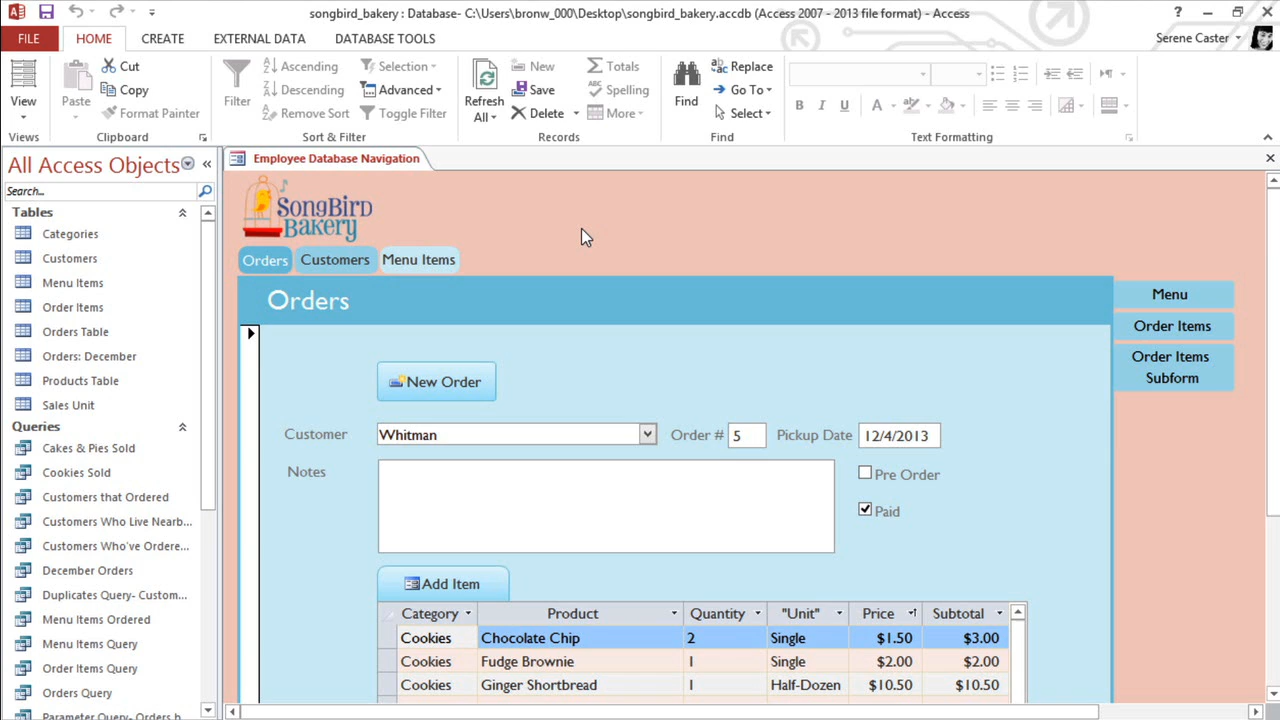 songbird_bakery : Database- C:\Users\bronw_000\Desktop\songbird_bakery.accdb (Access 2007 - 2013 file format) - Access
FILE HOME CREATE EXTERNAL DATA DATABASE TOOLS Serene Caster
View
Views
Paste
Cut
Copy
Format Painter
Clipboard
Filter
Ascending
Descending
Remove Sort
Selection
Advanced
Toggle Filter
Sort & Filter
Refresh
All
New
Save
Delete
Totals
Spelling
More
Records
Find
Replace
Go To
Select
Find
B I U A
Text Formatting
All Access Objects
Search...
Tables
Categories
Customers
Menu Items
Order Items
Orders Table
Orders: December
Products Table
Sales Unit
Queries
Cakes & Pies Sold
Cookies Sold
Customers that Ordered
Customers Who Live Nearb...
Customers Who've Ordere...
December Orders
Duplicates Query- Custom...
Menu Items Ordered
Menu Items Query
Order Items Query
Orders Query
Parameter Query- Orders b
Employee Database Navigation
SongBird
Bakery
Orders Customers Menu Items
Orders
New Order
Customer Whitman Order # 5 Pickup Date 12/4/2013
Notes
Pre Order
Paid
Add Item
Category Product Quantity "Unit" Price Subtotal
Cookies Chocolate Chip 2 Single $1.50 $3.00
Cookies Fudge Brownie 1 Single $2.00 $2.00
Cookies Ginger Shortbread 1 Half-Dozen $10.50 $10.50
Menu
Order Items
Order Items
Subform